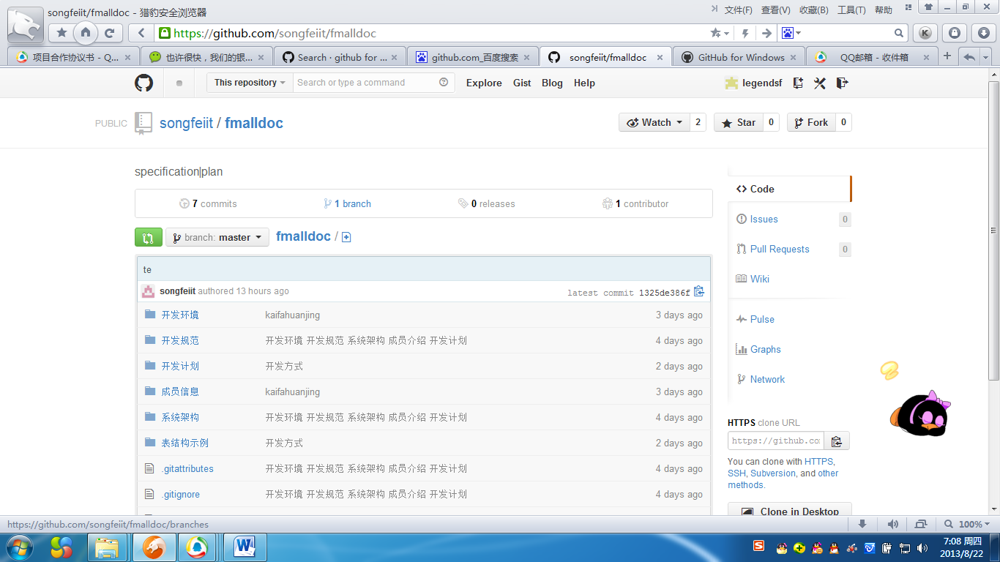 songfeiit/fmalldoc - 猎豹安全浏览器
文件(F) 查看(V) 收藏(B) 工具(T) 帮助
https://github.com/songfeiit/fmalldoc
项目合作协议书 - Q...
也许很快，我们的银...
Search · github for ...
github.com_百度搜索
songfeiit/fmalldoc
GitHub for Windows
QQ邮箱 - 收件箱
This repository
Search or type a command
Explore Gist Blog Help
legendsf
PUBLIC songfeiit / fmalldoc
Watch 2 Star 0 Fork 0
specification|plan
7 commits 1 branch 0 releases 1 contributor
branch: master fmalldoc /
te
songfeiit authored 13 hours ago latest commit 1325de386f
开发环境 kaifahuanjing 3 days ago
开发规范 开发环境 开发规范 系统架构 成员介绍 开发计划 4 days ago
开发计划 开发方式 2 days ago
成员信息 kaifahuanjing 3 days ago
系统架构 开发环境 开发规范 系统架构 成员介绍 开发计划 4 days ago
表结构示例 开发方式 2 days ago
.gitattributes 开发环境 开发规范 系统架构 成员介绍 开发计划 4 days ago
.gitignore 开发环境 开发规范 系统架构 成员介绍 开发计划 4 days ago
Code
Issues 0
Pull Requests 0
Wiki
Pulse
Graphs
Network
HTTPS clone URL
https://github.co
You can clone with HTTPS,
SSH, Subversion, and other
methods.
Clone in Desktop
https://github.com/songfeiit/fmalldoc/branches
100%
7:08 周四
2013/8/22